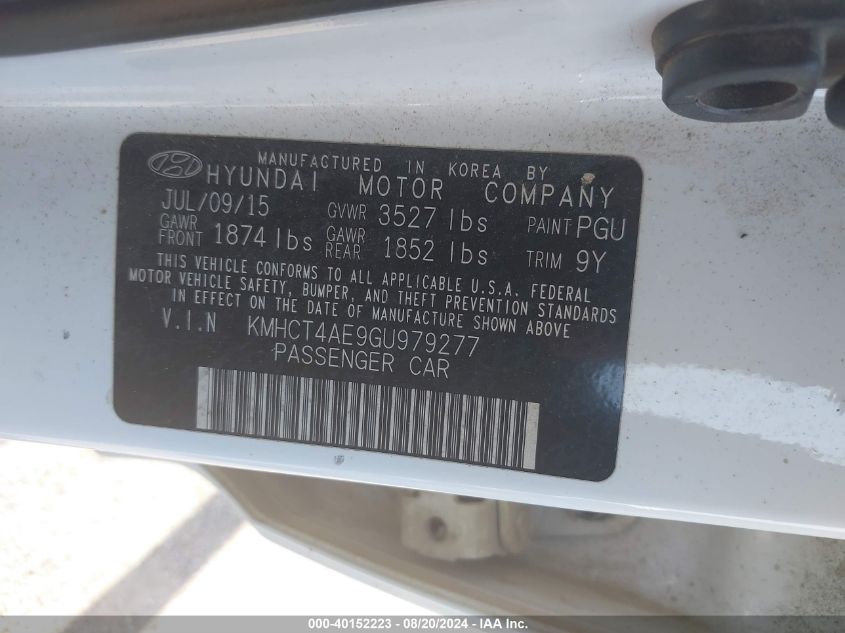 MANUFACTURED IN KOREA BY
HYUNDAI MOTOR COMPANY
JUL/09/15 GVWR 3527 lbs PAINT PGU
GAWR FRONT 1874 lbs GAWR REAR 1852 lbs TRIM 9Y
THIS VEHICLE CONFORMS TO ALL APPLICABLE U.S.A. FEDERAL
MOTOR VEHICLE SAFETY, BUMPER, AND THEFT PREVENTION STANDARDS
IN EFFECT ON THE DATE OF MANUFACTURE SHOWN ABOVE
V.I.N KMHCT4AE9GU979277
PASSENGER CAR
000-40152223 - 08/20/2024 - IAA Inc.